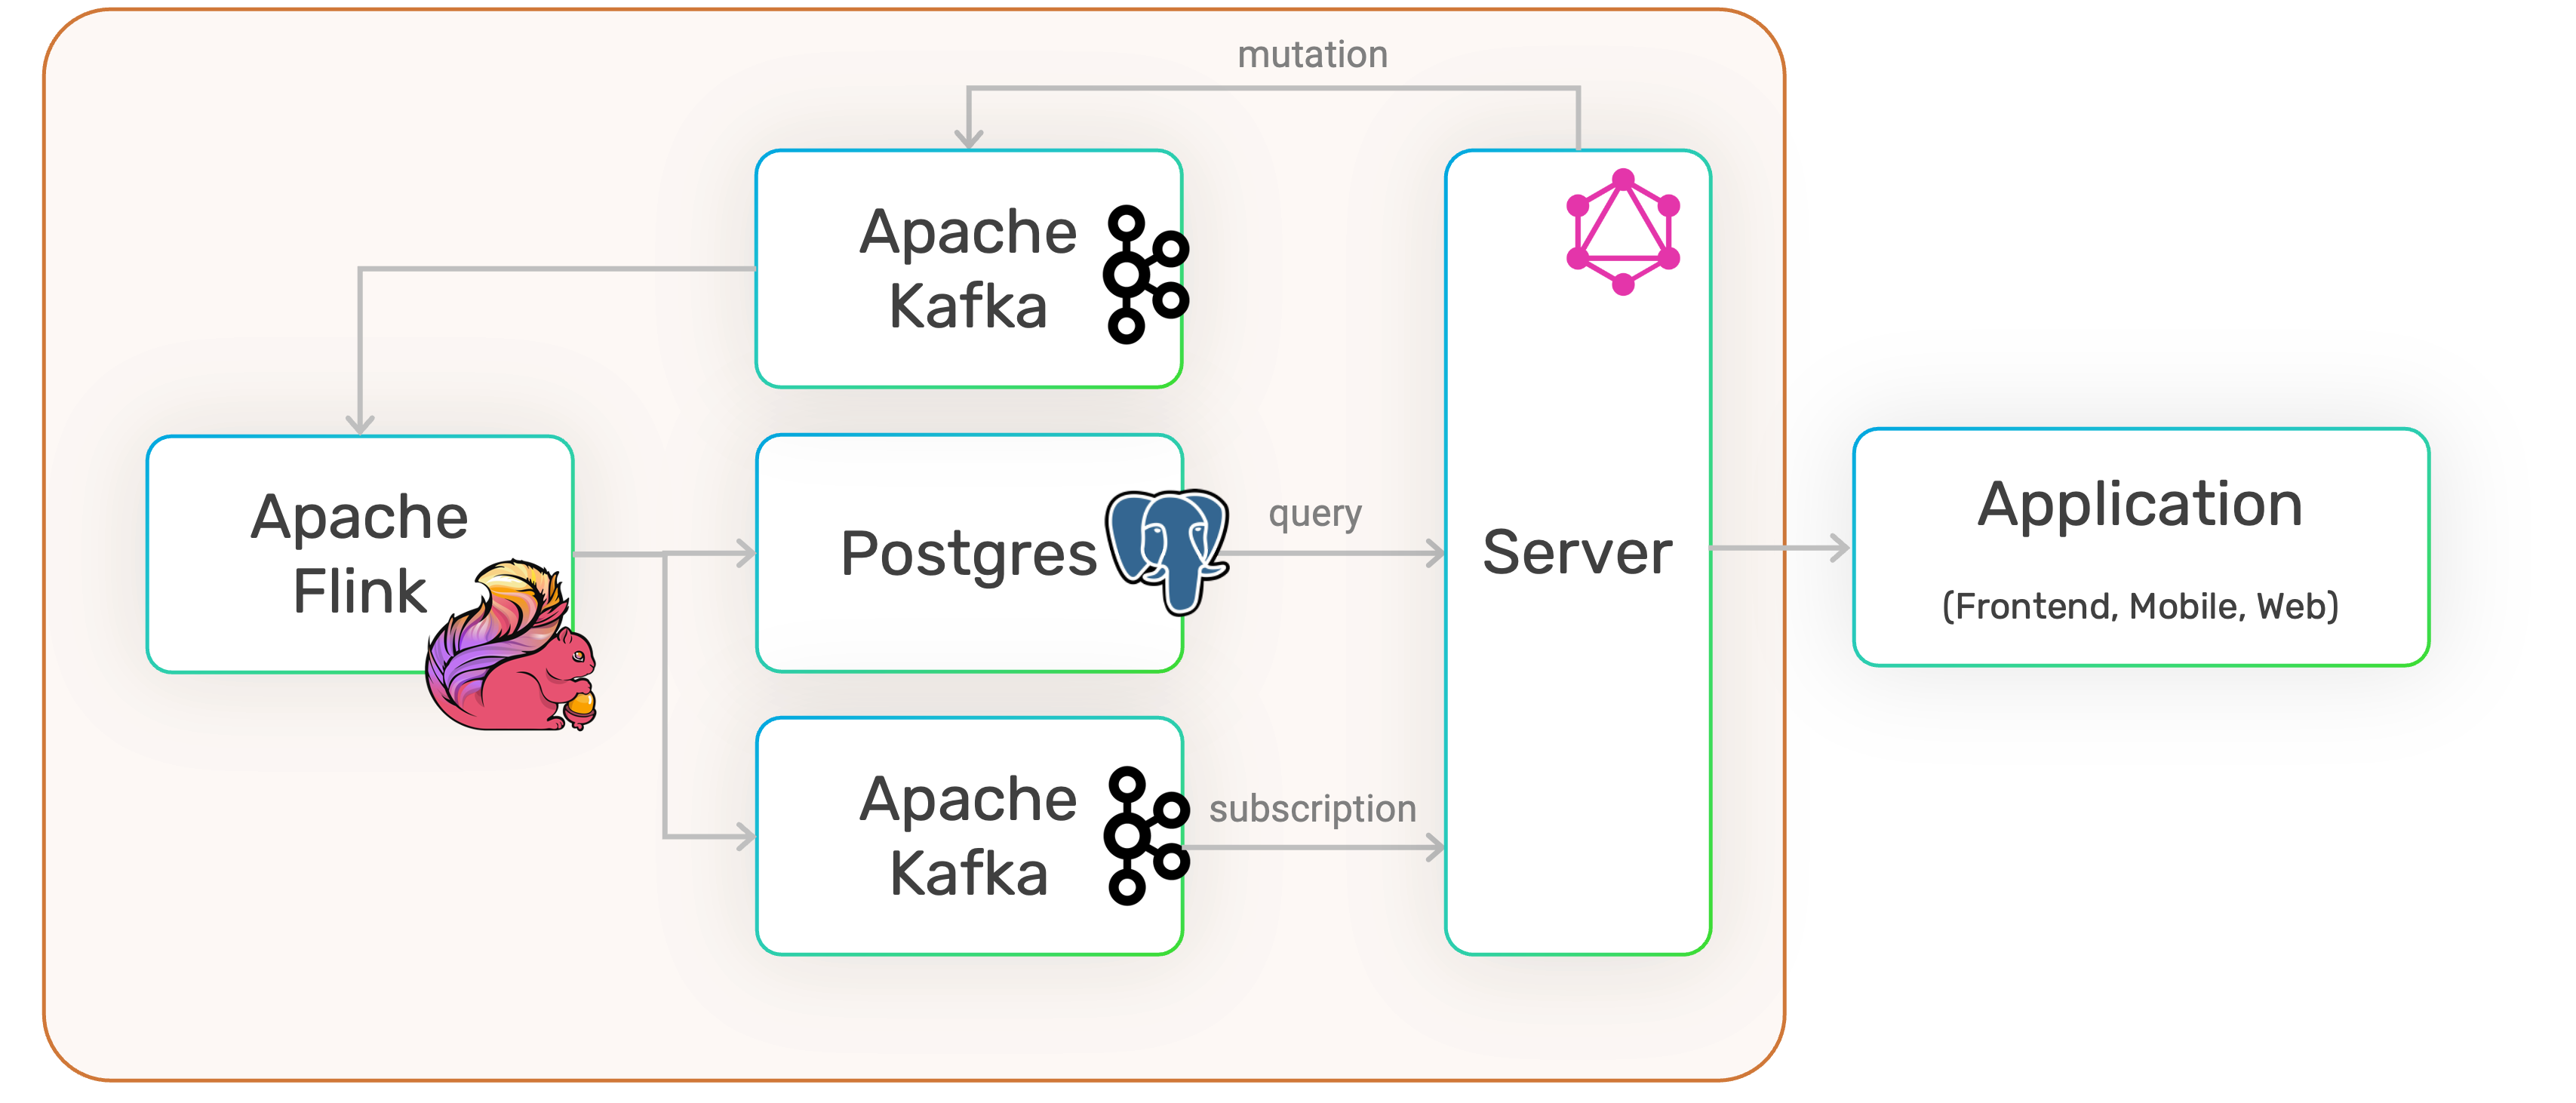 mutation
Apache
Kafka
Apache
Flink
Postgres
query
Server
Application
(Frontend, Mobile, Web)
Apache
Kafka
subscription